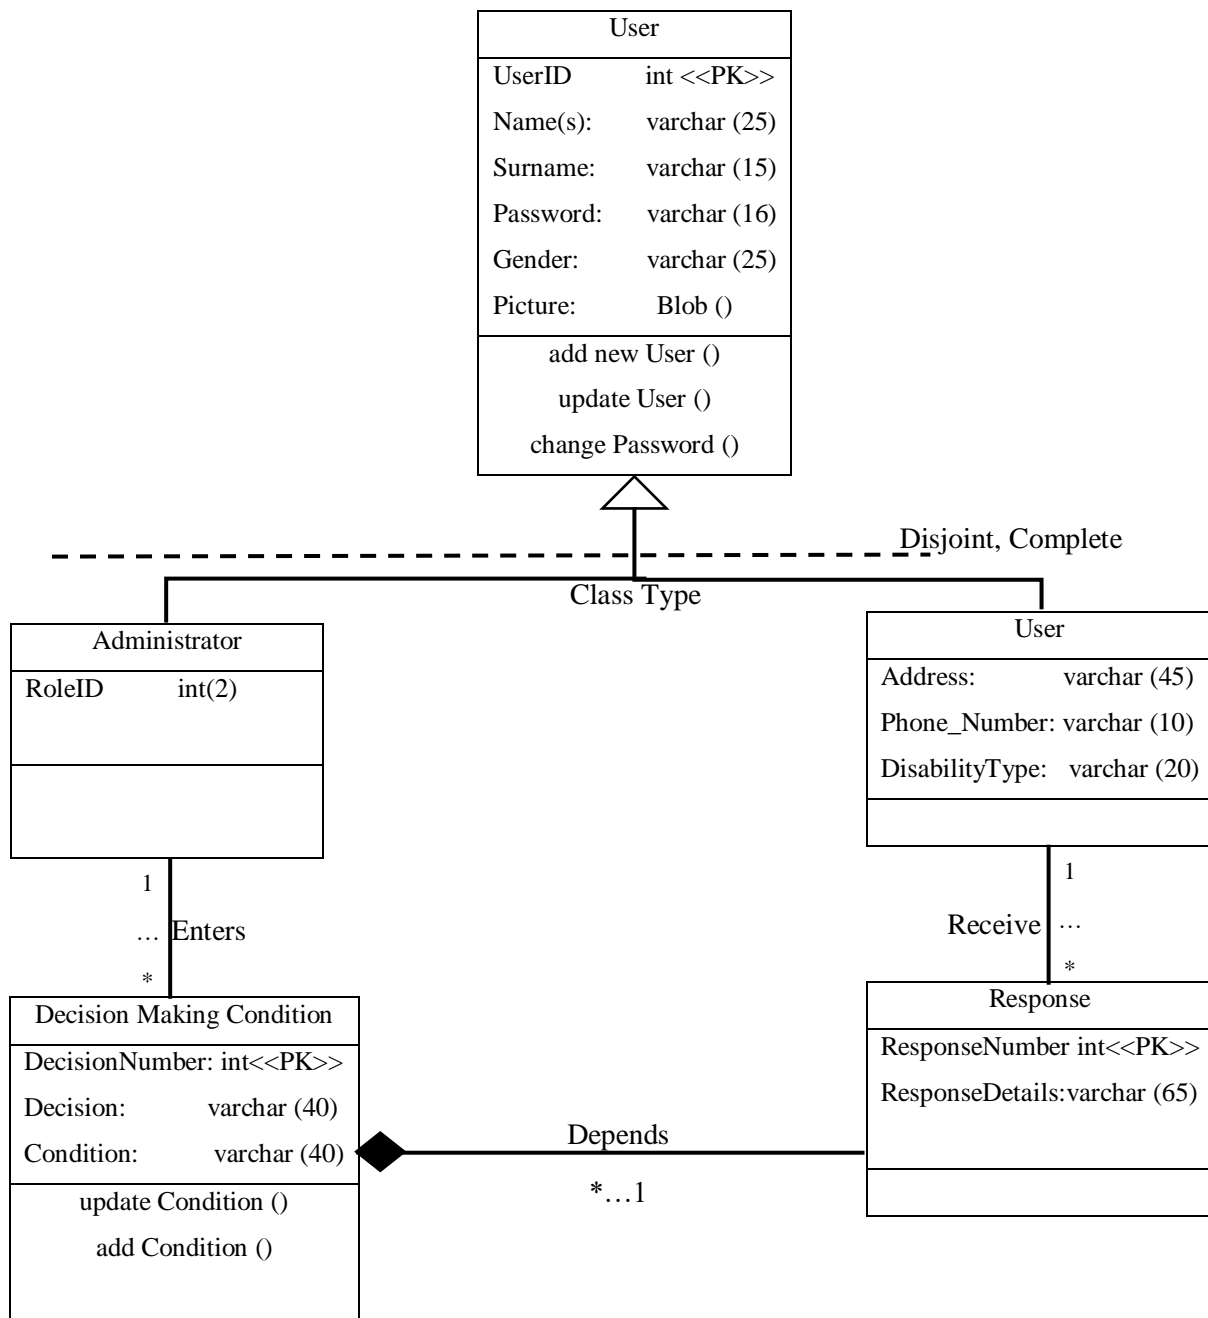 User
UserID int <<PK>>
Name(s): varchar (25)
Surname: varchar (15)
Password: varchar (16)
Gender: varchar (25)
Picture: Blob ()
add new User ()
update User ()
change Password ()
Disjoint, Complete
Class Type
Administrator
RoleID int(2)
User
Address: varchar (45)
Phone_Number: varchar (10)
DisabilityType: varchar (20)
1
… Enters
*
1
Receive …
*
Decision Making Condition
DecisionNumber: int<<PK>>
Decision: varchar (40)
Condition: varchar (40)
update Condition ()
add Condition ()
Depends
*…1
Response
ResponseNumber int<<PK>>
ResponseDetails:varchar (65)